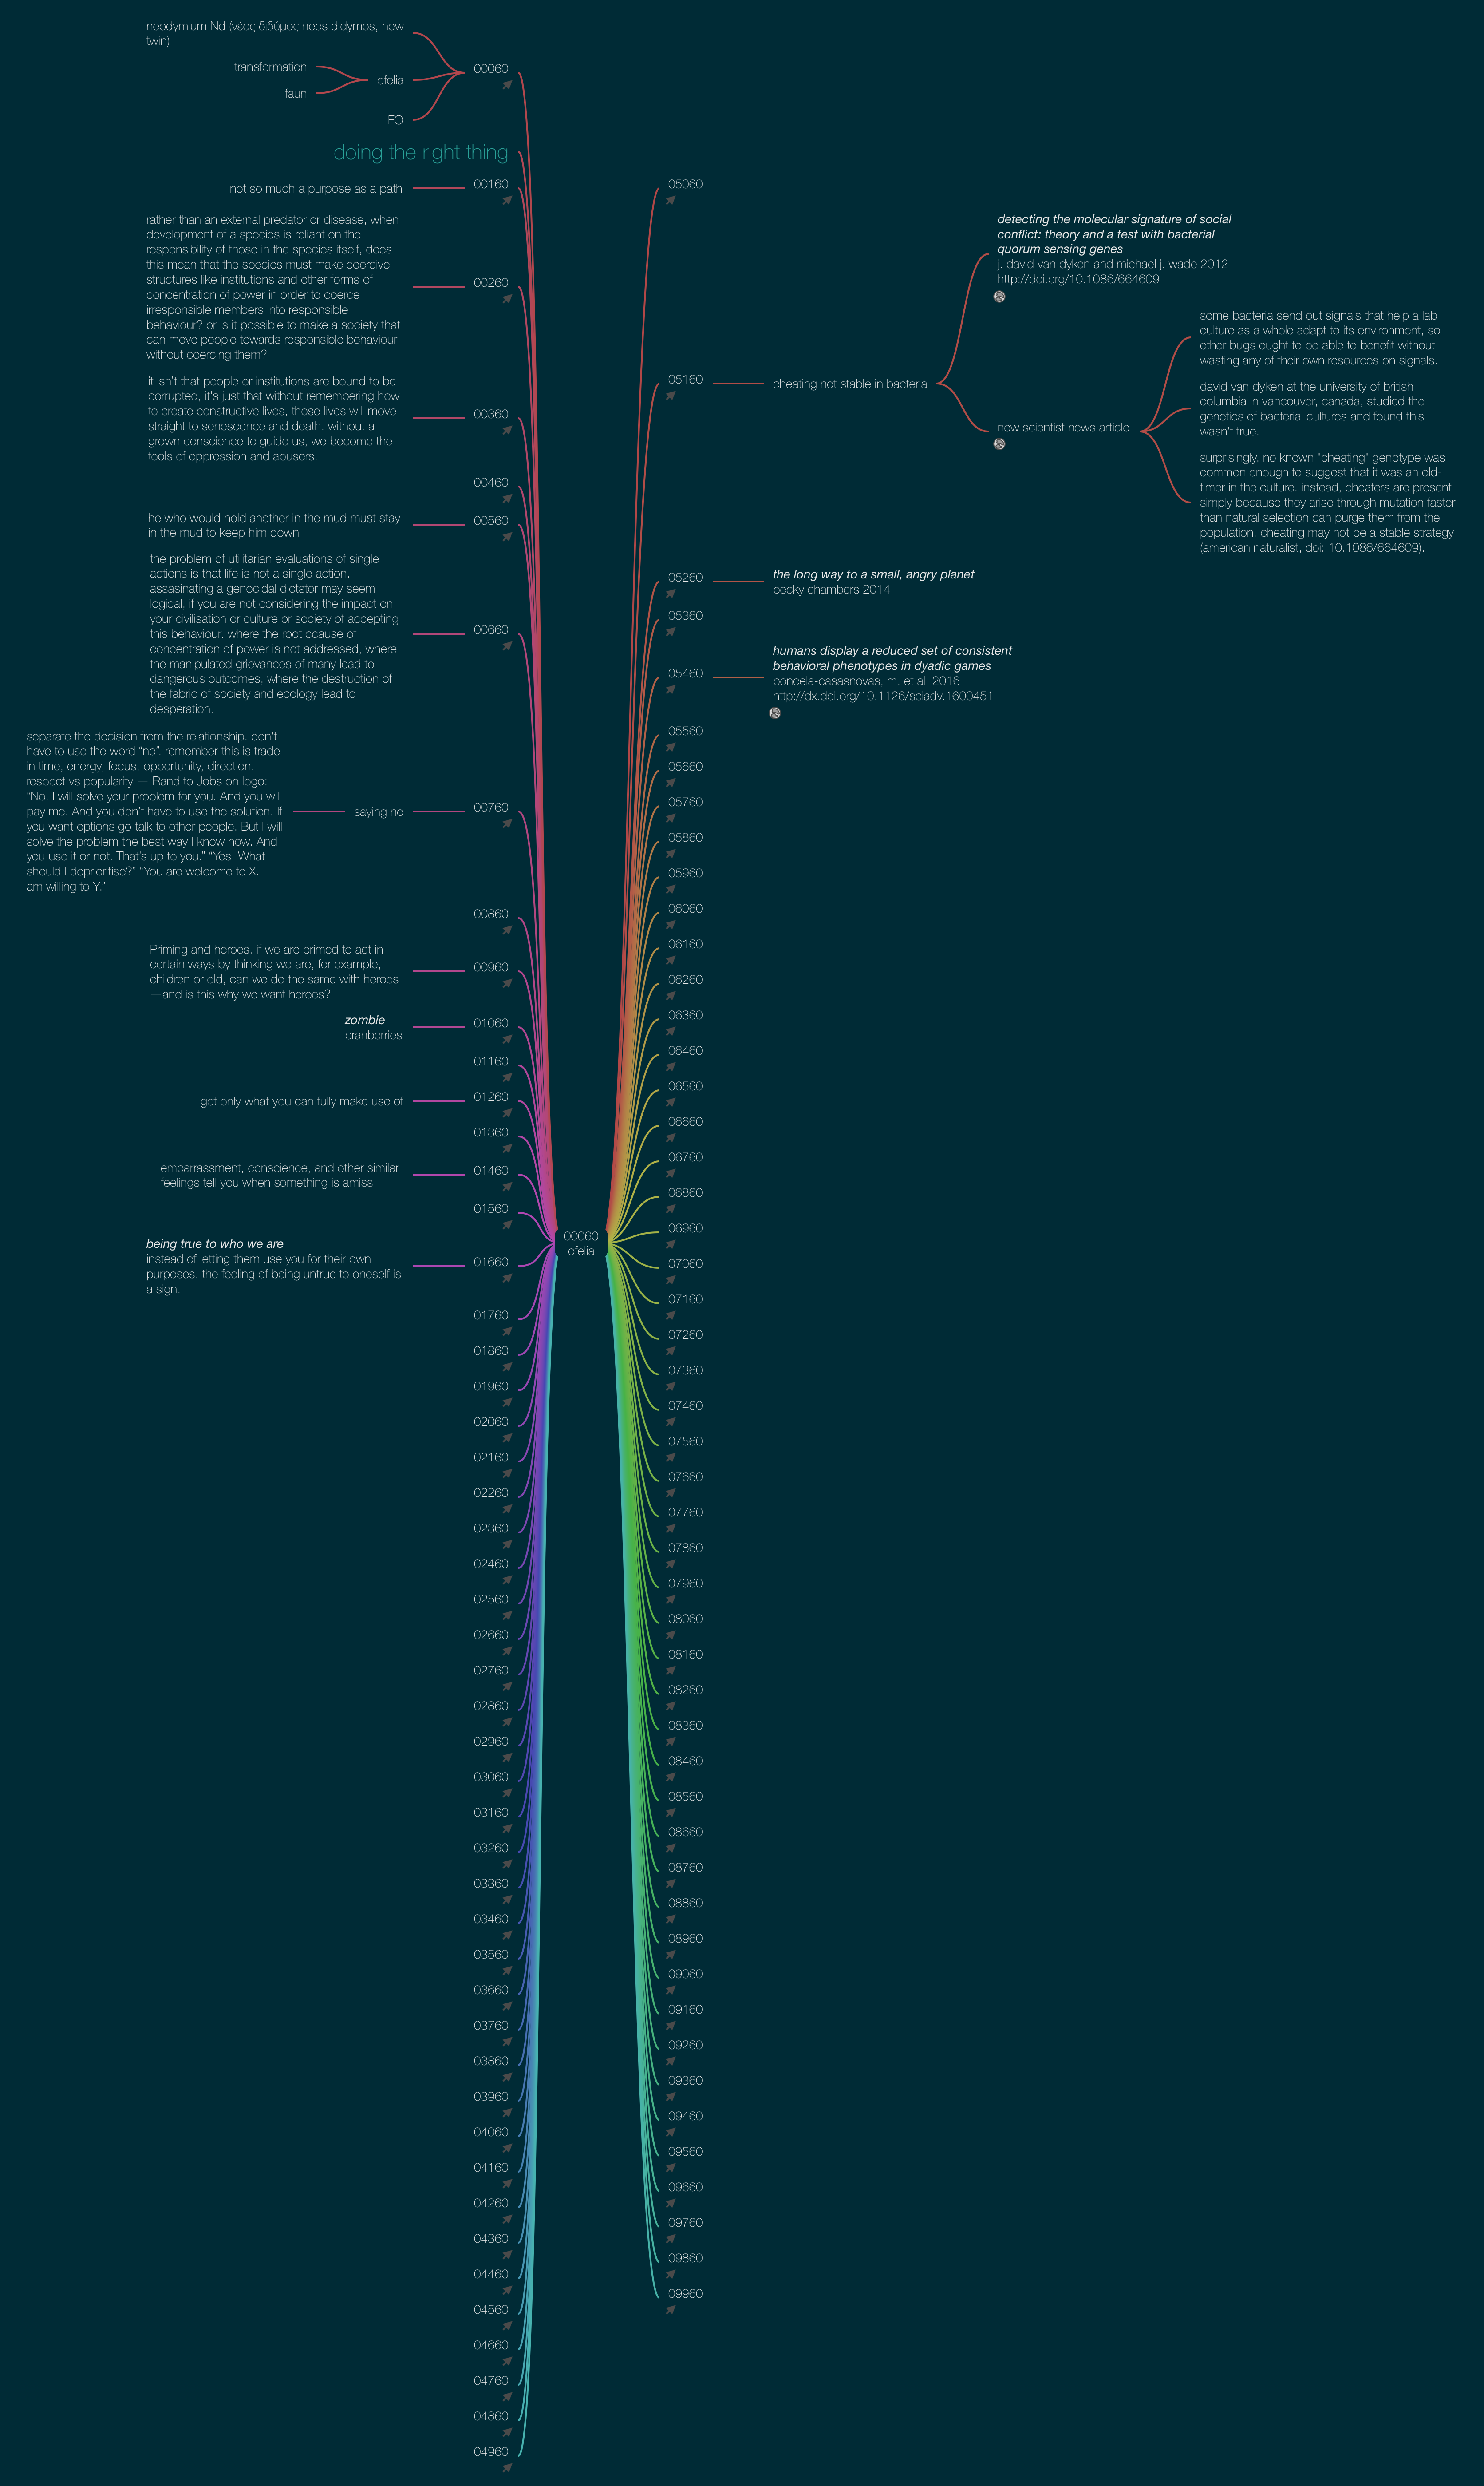 neodymium Nd (νέος διδύμος neos didymos, new
twin)
transformation
faun
ofelia
FO
00060
doing the right thing
not so much a purpose as a path
00160
rather than an external predator or disease, when
development of a species is reliant on the
responsibility of those in the species itself, does
this mean that the species must make coercive
structures like institutions and other forms of
concentration of power in order to coerce
irresponsible members into responsible
behaviour? or is it possible to make a society that
can move people towards responsible behaviour
without coercing them?
00260
it isn't that people or institutions are bound to be
corrupted, it's just that without remembering how
to create constructive lives, those lives will move
straight to senescence and death. without a
grown conscience to guide us, we become the
tools of oppression and abusers.
00360
00460
he who would hold another in the mud must stay
in the mud to keep him down
00560
the problem of utilitarian evaluations of single
actions is that life is not a single action.
assasinating a genocidal dictstor may seem
logical, if you are not considering the impact on
your civilisation or culture or society of accepting
this behaviour. where the root ccause of
concentration of power is not addressed, where
the manipulated grievances of many lead to
dangerous outcomes, where the destruction of
the fabric of society and ecology lead to
desperation.
00660
separate the decision from the relationship. don't
have to use the word “no”. remember this is trade
in time, energy, focus, opportunity, direction.
respect vs popularity — Rand to Jobs on logo:
“No. I will solve your problem for you. And you will
pay me. And you don't have to use the solution. If
you want options go talk to other people. But I will
solve the problem the best way I know how. And
you use it or not. That's up to you.” “Yes. What
should I deprioritise?” “You are welcome to X. I
am willing to Y.”
saying no
00760
00860
Priming and heroes. if we are primed to act in
certain ways by thinking we are, for example,
children or old, can we do the same with heroes
—and is this why we want heroes?
00960
zombie
cranberries
01060
01160
get only what you can fully make use of
01260
01360
embarrassment, conscience, and other similar
feelings tell you when something is amiss
01460
01560
being true to who we are
instead of letting them use you for their own
purposes. the feeling of being untrue to oneself is
a sign.
01660
01760
01860
01960
02060
02160
02260
02360
02460
02560
02660
02760
02860
02960
03060
03160
03260
03360
03460
03560
03660
03760
03860
03960
04060
04160
04260
04360
04460
04560
04660
04760
04860
04960
00060
ofelia
05060
05160
cheating not stable in bacteria
detecting the molecular signature of social
conflict: theory and a test with bacterial
quorum sensing genes
j. david van dyken and michael j. wade 2012
http://doi.org/10.1086/664609
new scientist news article
some bacteria send out signals that help a lab
culture as a whole adapt to its environment, so
other bugs ought to be able to benefit without
wasting any of their own resources on signals.
david van dyken at the university of british
columbia in vancouver, canada, studied the
genetics of bacterial cultures and found this
wasn't true.
surprisingly, no known "cheating" genotype was
common enough to suggest that it was an old-
timer in the culture. instead, cheaters are present
simply because they arise through mutation faster
than natural selection can purge them from the
population. cheating may not be a stable strategy
(american naturalist, doi: 10.1086/664609).
05260
the long way to a small, angry planet
becky chambers 2014
05360
05460
humans display a reduced set of consistent
behavioral phenotypes in dyadic games
poncela-casasnovas, m. et al. 2016
http://dx.doi.org/10.1126/sciadv.1600451
05560
05660
05760
05860
05960
06060
06160
06260
06360
06460
06560
06660
06760
06860
06960
07060
07160
07260
07360
07460
07560
07660
07760
07860
07960
08060
08160
08260
08360
08460
08560
08660
08760
08860
08960
09060
09160
09260
09360
09460
09560
09660
09760
09860
09960